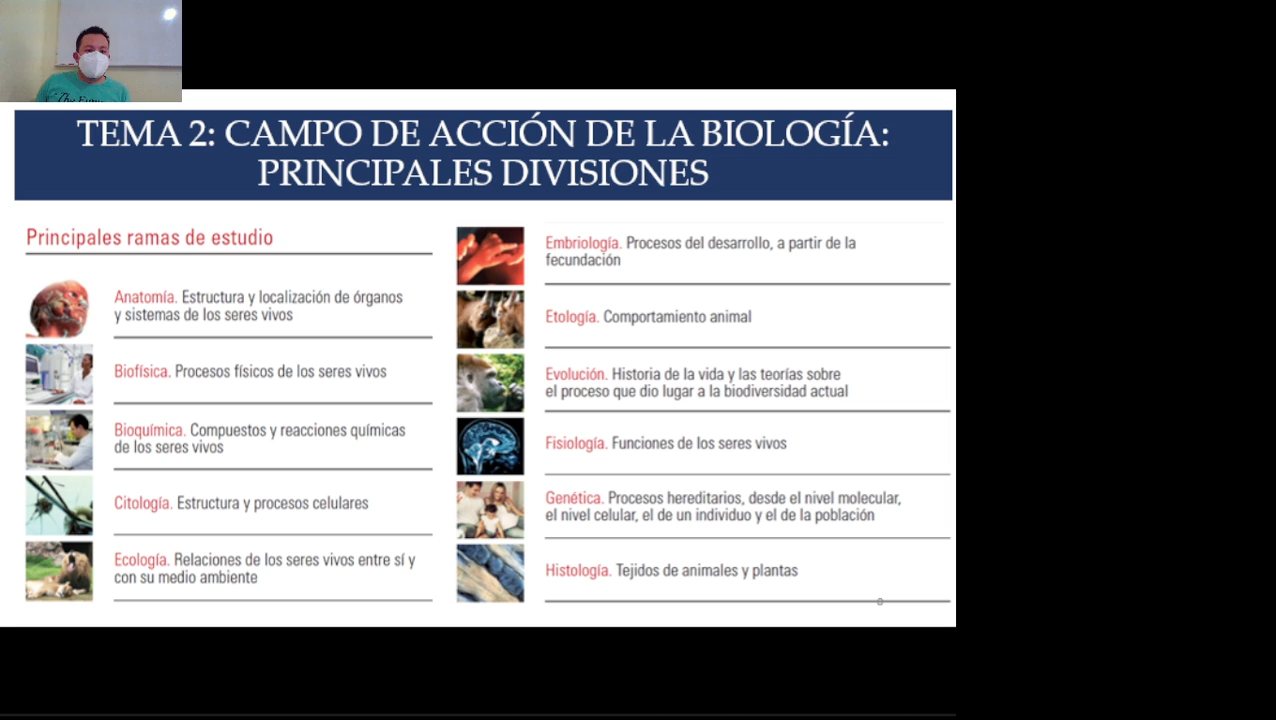 TEMA 2: CAMPO DE ACCIÓN DE LA BIOLOGÍA:
PRINCIPALES DIVISIONES
Principales ramas de estudio
Anatomía. Estructura y localización de órganos
y sistemas de los seres vivos
Biofísica. Procesos físicos de los seres vivos
Bioquímica. Compuestos y reacciones químicas
de los seres vivos
Citología. Estructura y procesos celulares
Ecología. Relaciones de los seres vivos entre sí y
con su medio ambiente
Embriología. Procesos del desarrollo, a partir de la
fecundación
Etología. Comportamiento animal
Evolución. Historia de la vida y las teorías sobre
el proceso que dio lugar a la biodiversidad actual
Fisiología. Funciones de los seres vivos
Genética. Procesos hereditarios, desde el nivel molecular,
el nivel celular, el de un individuo y el de la población
Histología. Tejidos de animales y plantas